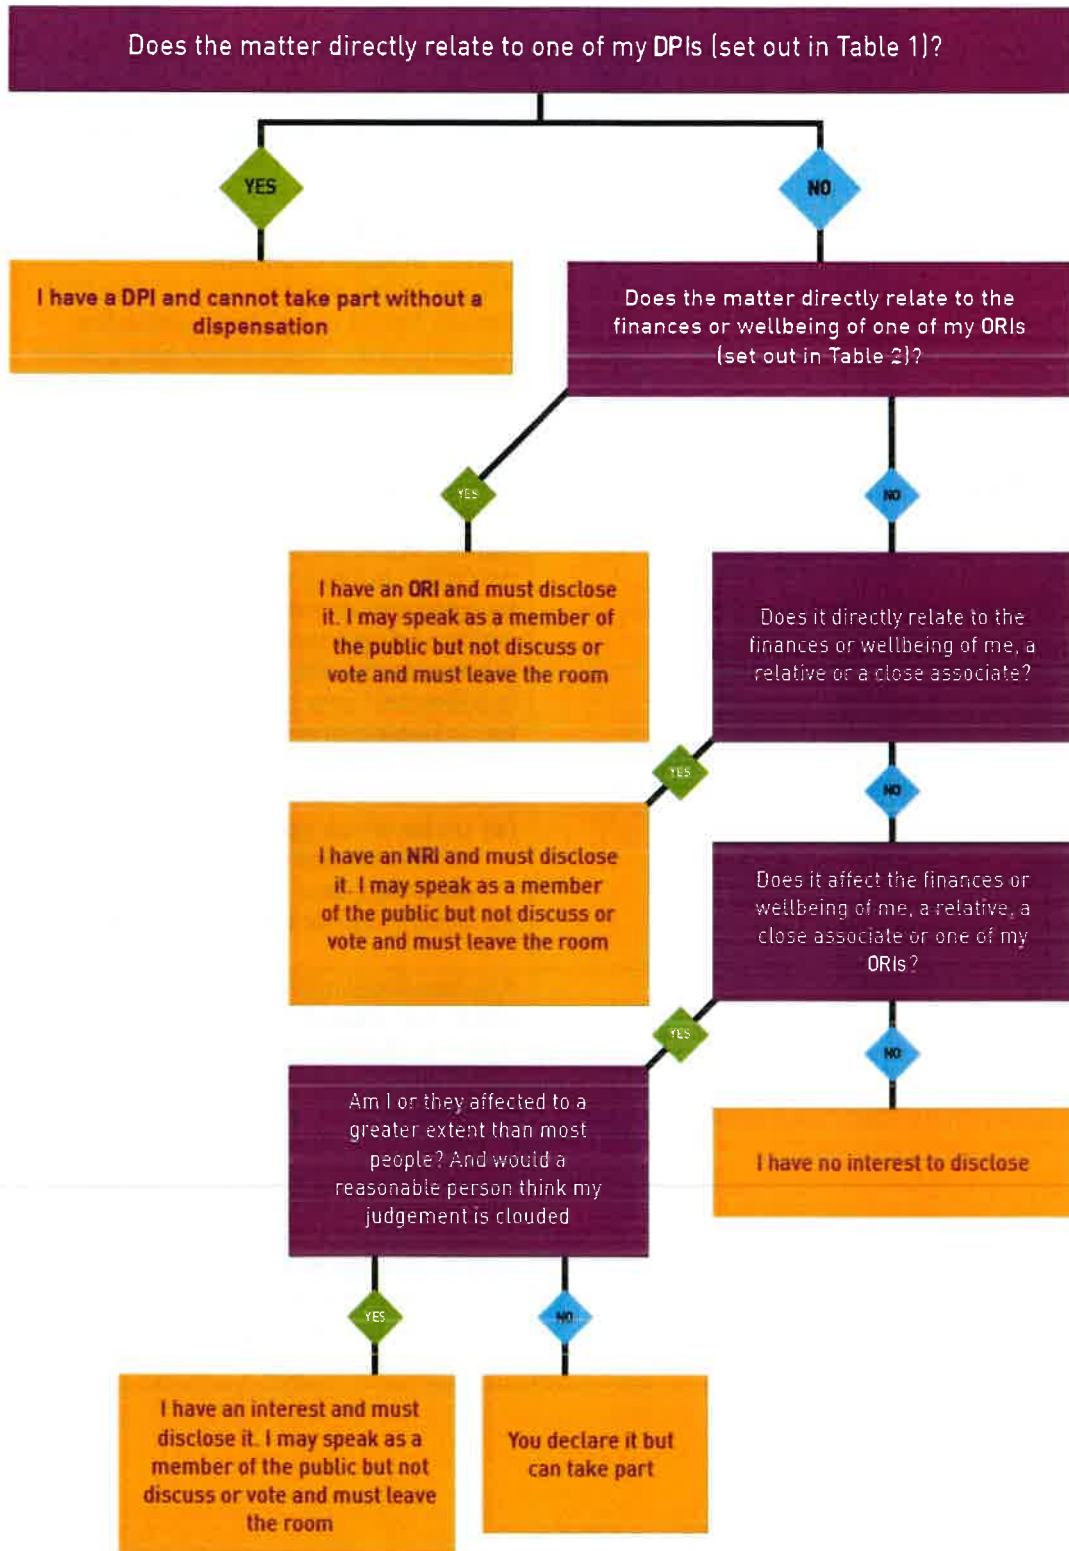 Does the matter directly relate to one of my DPIs (set out in Table 1)?
YES
NO
I have a DPI and cannot take part without a
dispensation
Does the matter directly relate to the
finances or wellbeing of one of my ORIs
(set out in Table 2)?
YES
NO
I have an ORI and must disclose
it. I may speak as a member of
the public but not discuss or
vote and must leave the room
Does it directly relate to the
finances or wellbeing of me, a
relative or a close associate?
YES
NO
I have an NRI and must disclose
it. I may speak as a member
of the public but not discuss or
vote and must leave the room
Does it affect the finances or
wellbeing of me, a relative, a
close associate or one of my
ORIs?
YES
NO
Am I or they affected to a
greater extent than most
people? And would a
reasonable person think my
judgement is clouded
I have no interest to disclose
YES
NO
I have an interest and must
disclose it. I may speak as a
member of the public but not
discuss or vote and must leave
the room
You declare it but
can take part